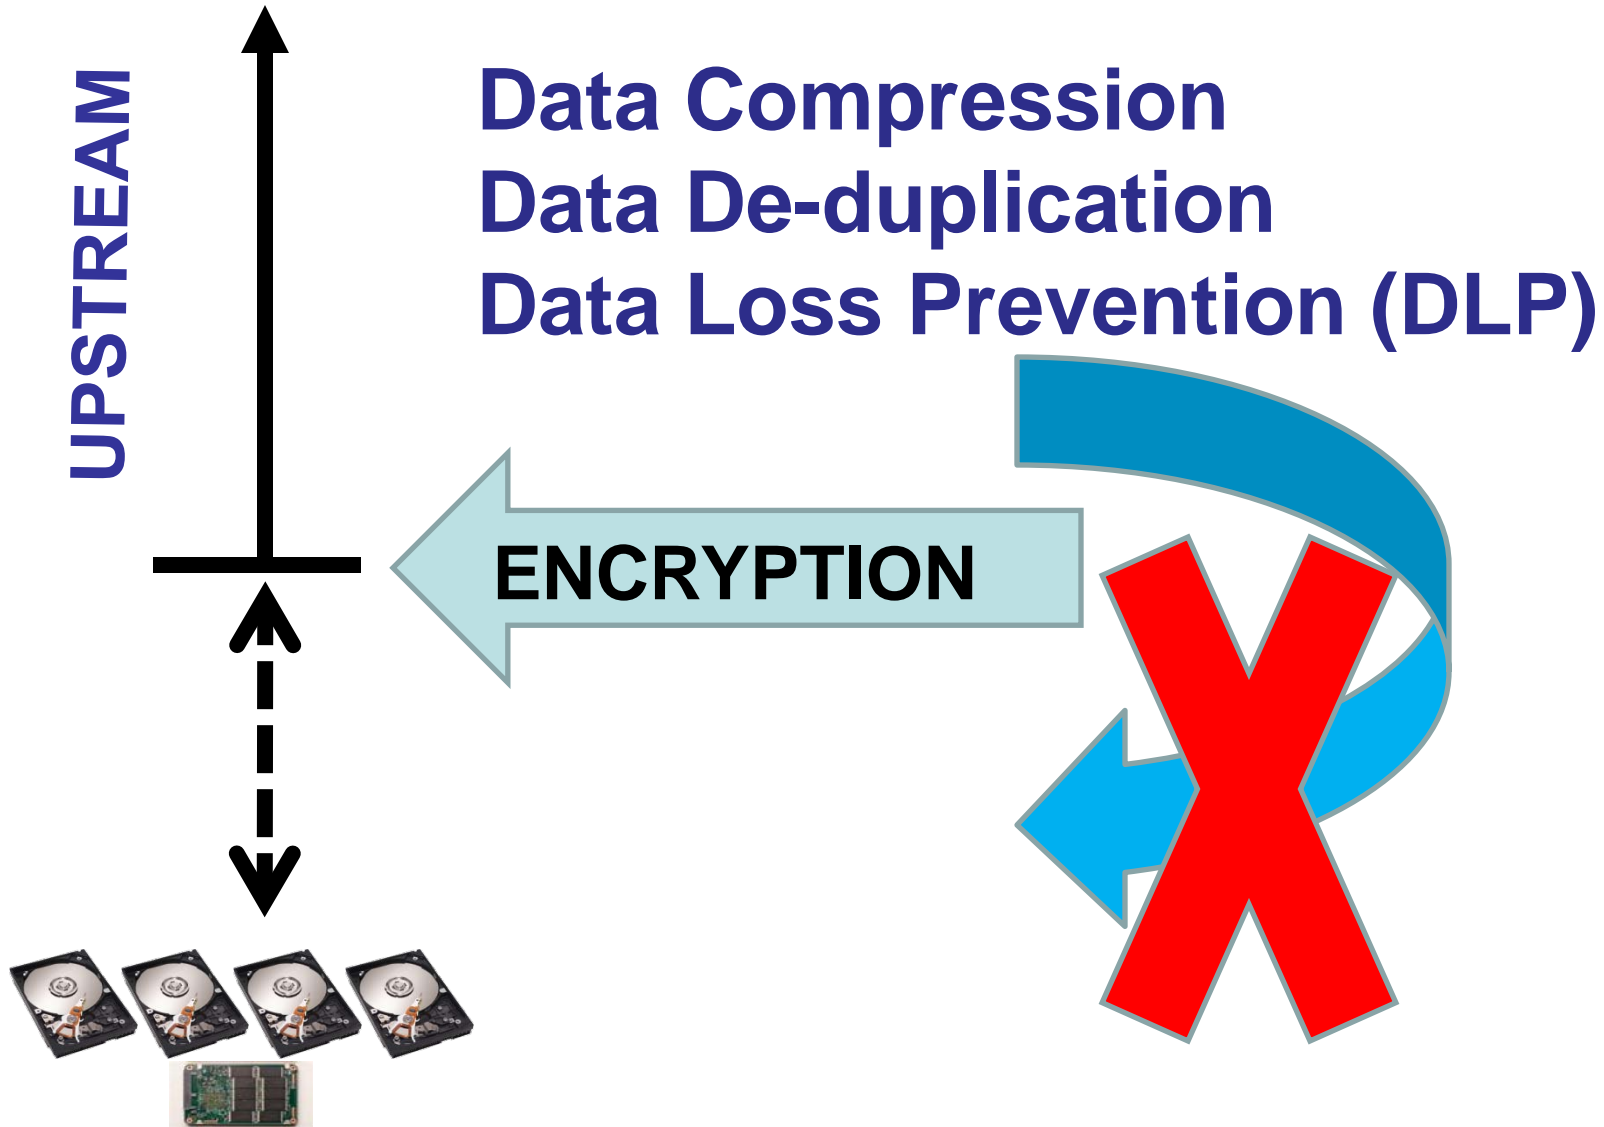 UPSTREAM
Data Compression
Data De-duplication
Data Loss Prevention (DLP)
ENCRYPTION